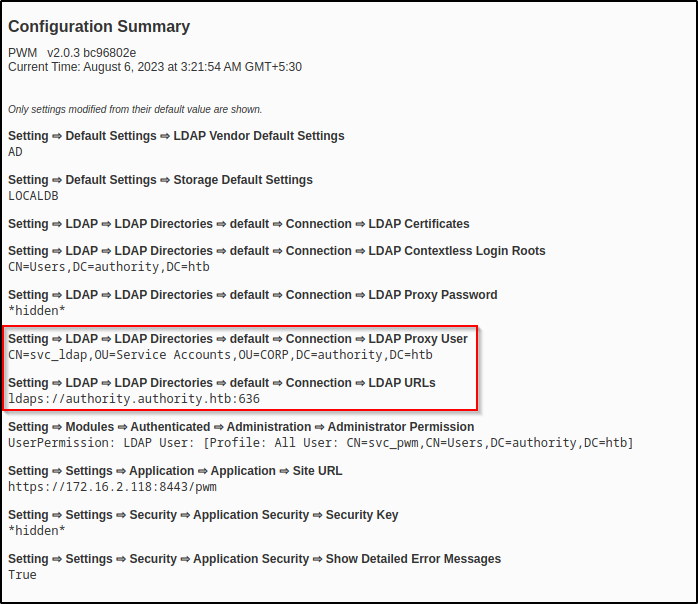 Configuration Summary
PWM v2.0.3 bc96802e
Current Time: August 6, 2023 at 3:21:54 AM GMT+5:30
Only settings modified from their default value are shown.
Setting ⇨ Default Settings ⇨ LDAP Vendor Default Settings
AD
Setting ⇨ Default Settings ⇨ Storage Default Settings
LOCALDB
Setting ⇨ LDAP ⇨ LDAP Directories ⇨ default ⇨ Connection ⇨ LDAP Certificates
Setting ⇨ LDAP ⇨ LDAP Directories ⇨ default ⇨ Connection ⇨ LDAP Contextless Login Roots
CN=Users,DC=authority,DC=htb
Setting ⇨ LDAP ⇨ LDAP Directories ⇨ default ⇨ Connection ⇨ LDAP Proxy Password
*hidden*
Setting ⇨ LDAP ⇨ LDAP Directories ⇨ default ⇨ Connection ⇨ LDAP Proxy User
CN=svc_ldap,OU=Service Accounts,OU=CORP,DC=authority,DC=htb
Setting ⇨ LDAP ⇨ LDAP Directories ⇨ default ⇨ Connection ⇨ LDAP URLs
ldaps://authority.authority.htb:636
Setting ⇨ Modules ⇨ Authenticated ⇨ Administration ⇨ Administrator Permission
UserPermission: LDAP User: [Profile: All User: CN=svc_pwm,CN=Users,DC=authority,DC=htb]
Setting ⇨ Settings ⇨ Application ⇨ Application ⇨ Site URL
https://172.16.2.118:8443/pwm
Setting ⇨ Settings ⇨ Security ⇨ Application Security ⇨ Security Key
*hidden*
Setting ⇨ Settings ⇨ Security ⇨ Application Security ⇨ Show Detailed Error Messages
True